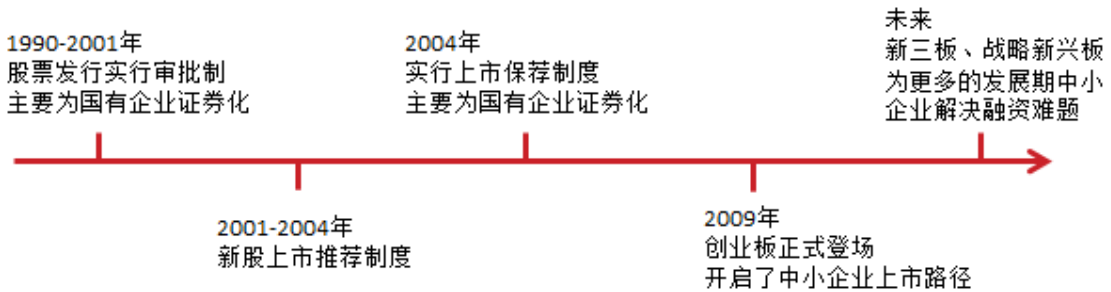 1990-2001年
股票发行实行审批制
主要为国有企业证券化
2001-2004年
新股上市推荐制度
2004年
实行上市保荐制度
主要为国有企业证券化
2009年
创业板正式登场
开启了中小企业上市路径
未来
新三板、战略新兴板
为更多的发展期中小
企业解决融资难题